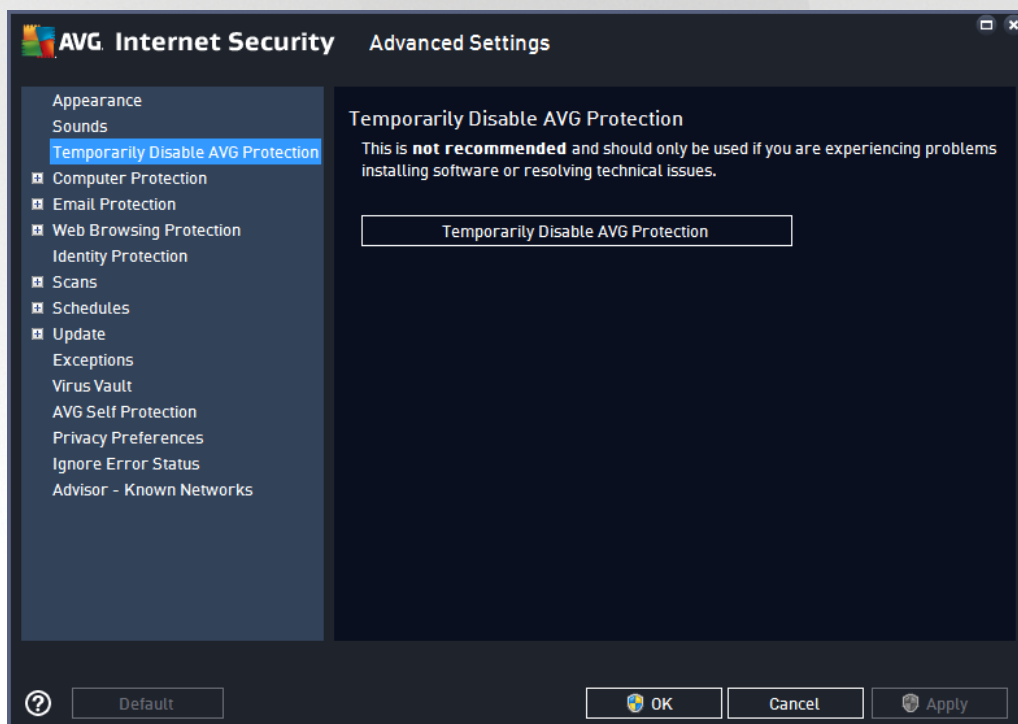 AVG. Internet Security Advanced Settings
Appearance
Sounds
Temporarily Disable AVG Protection
Computer Protection
Email Protection
Web Browsing Protection
Identity Protection
Scans
Schedules
Update
Exceptions
Virus Vault
AVG Self Protection
Privacy Preferences
Ignore Error Status
Advisor - Known Networks
Temporarily Disable AVG Protection
This is not recommended and should only be used if you are experiencing problems
installing software or resolving technical issues.
Temporarily Disable AVG Protection
? Default OK Cancel Apply